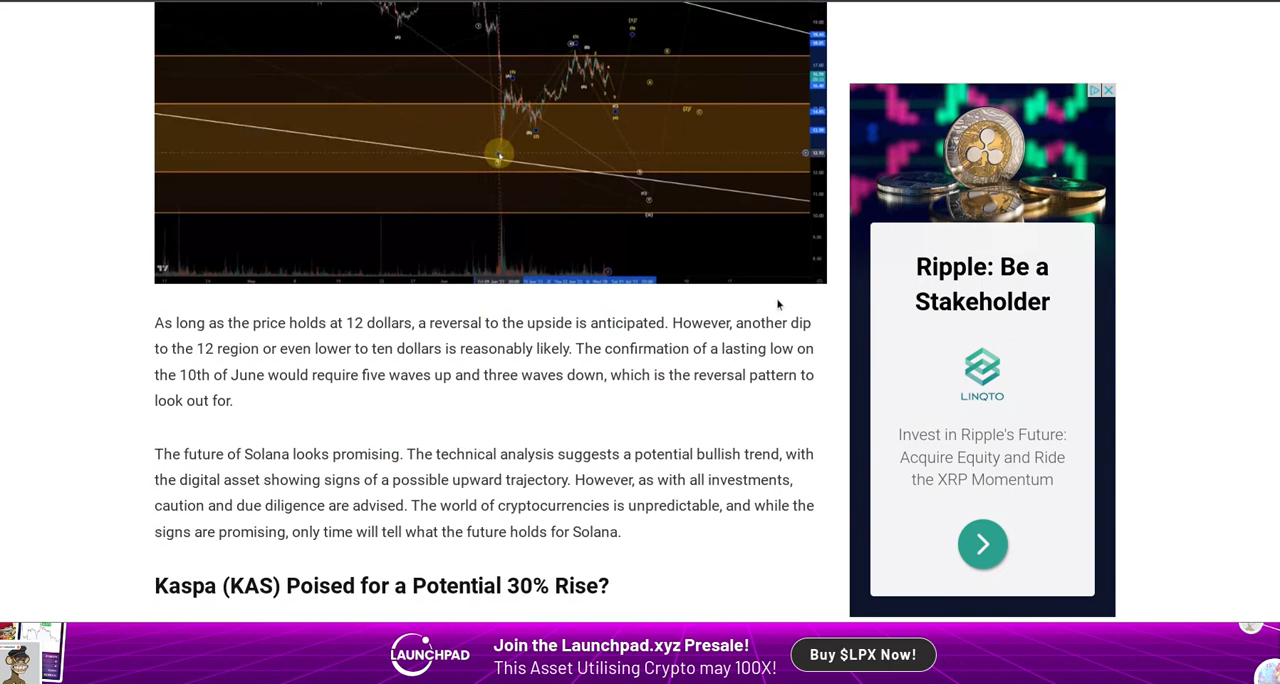 As long as the price holds at 12 dollars, a reversal to the upside is anticipated. However, another dip
to the 12 region or even lower to ten dollars is reasonably likely. The confirmation of a lasting low on
the 10th of June would require five waves up and three waves down, which is the reversal pattern to
look out for.
The future of Solana looks promising. The technical analysis suggests a potential bullish trend, with
the digital asset showing signs of a possible upward trajectory. However, as with all investments,
caution and due diligence are advised. The world of cryptocurrencies is unpredictable, and while the
signs are promising, only time will tell what the future holds for Solana.
Kaspa (KAS) Poised for a Potential 30% Rise?
Ripple: Be a
Stakeholder
LINQTO
Invest in Ripple's Future:
Acquire Equity and Ride
the XRP Momentum
LAUNCHPAD
Join the Launchpad.xyz Presale!
This Asset Utilising Crypto may 100X!
Buy $LPX Now!